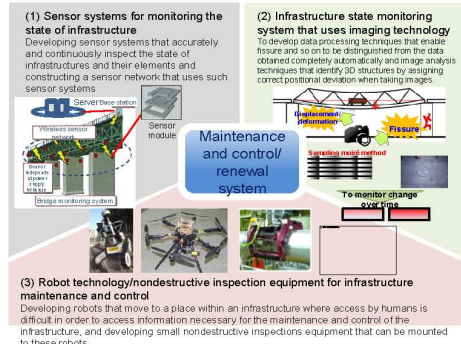 (1) Sensor systems for monitoring the
state of infrastructure
Developing sensor systems that accurately
and continuously inspect the state of
infrastructures and their elements and
constructing a sensor network that uses such
sensor systems
Server Base station
Wireless sensor
network
Sensor
module
Sensor
Independe
nt power
supply
Wireless
Bridge monitoring system
(2) Infrastructure state monitoring
system that uses imaging technology
To develop data processing techniques that enable
fissure and so on to be distinguished from the data
obtained completely automatically and image analysis
techniques that identify 3D structures by assigning
correct positional deviation when taking images.
Displacement/
deformation
Fissure
Sampling moiré method
To monitor change
over time
Maintenance
and control/
renewal
system
(3) Robot technology/nondestructive inspection equipment for infrastructure
maintenance and control
Developing robots that move to a place within an infrastructure where access by humans is
difficult in order to access information necessary for the maintenance and control of the
infrastructure, and developing small nondestructive inspections equipment that can be mounted
to these robots